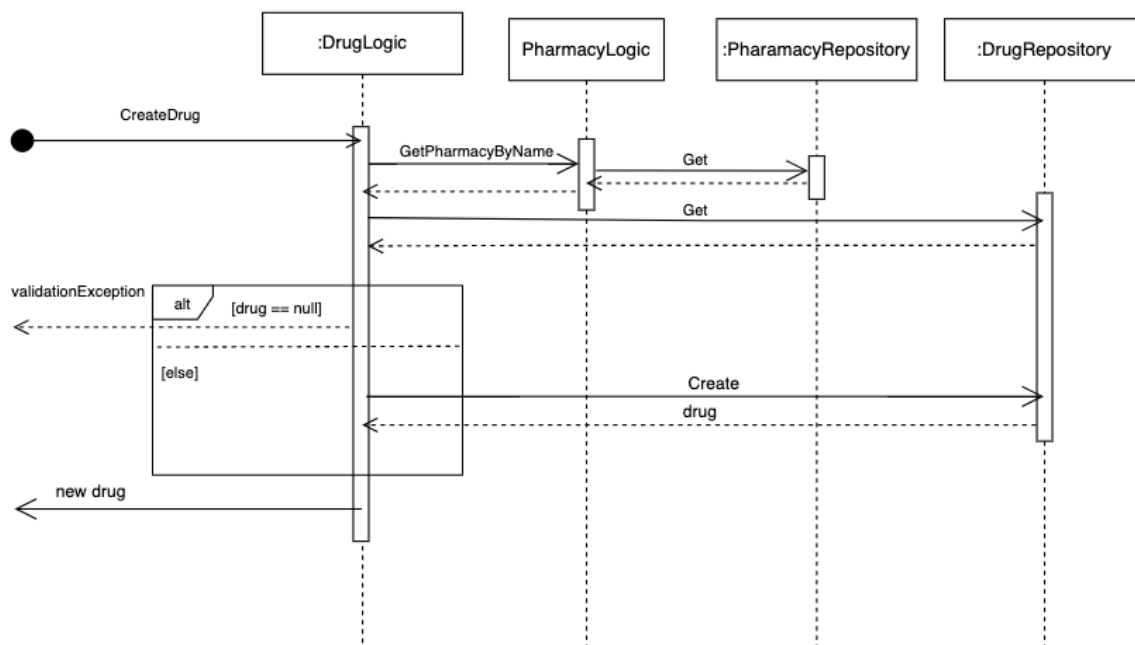 :DrugLogic
PharmacyLogic
:PharamacyRepository
:DrugRepository
CreateDrug
GetPharmacyByName
Get
Get
validationException
alt
[drug == null]
[else]
Create
drug
new drug